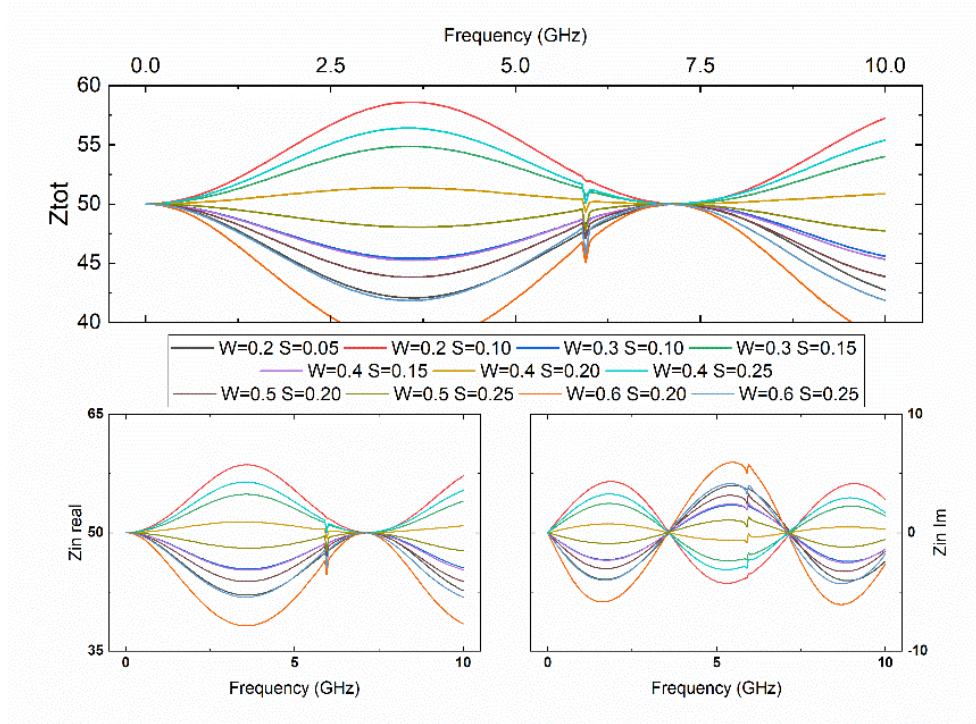 Frequency (GHz)
0.0 2.5 5.0 7.5 10.0
60
55
50
45
40
Ztot
W=0.2 S=0.05 W=0.2 S=0.10 W=0.3 S=0.10 W=0.3 S=0.15
W=0.4 S=0.15 W=0.4 S=0.20 W=0.4 S=0.25
W=0.5 S=0.20 W=0.5 S=0.25 W=0.6 S=0.20 W=0.6 S=0.25
65
50
35
Zin real
0 5 10
Frequency (GHz)
10
0
-10
Zin Im
0 5 10
Frequency (GHz)